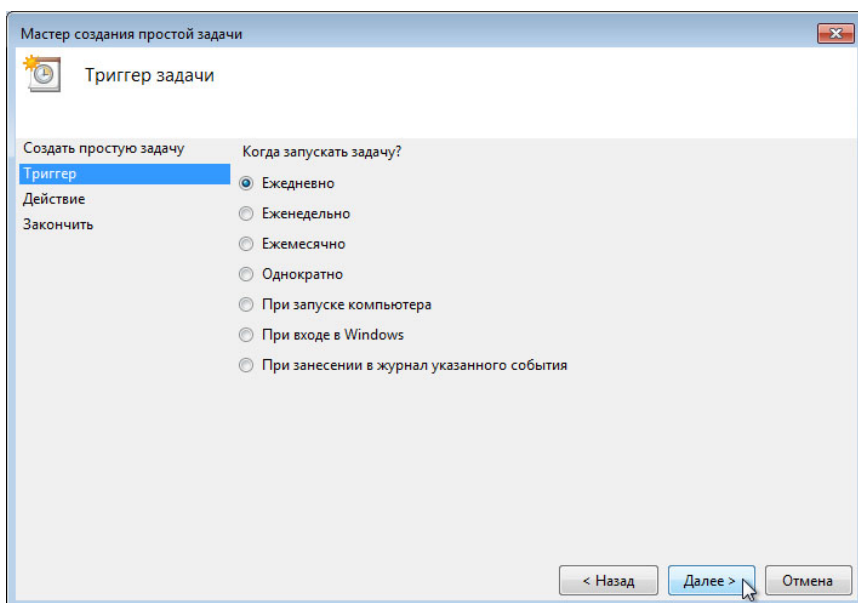 Мастер создания простой задачи
Триггер задачи
Создать простую задачу
Триггер
Действие
Закончить
Когда запускать задачу?
Ежедневно
Еженедельно
Ежемесячно
Однократно
При запуске компьютера
При входе в Windows
При занесении в журнал указанного события
< Назад
Далее >
Отмена